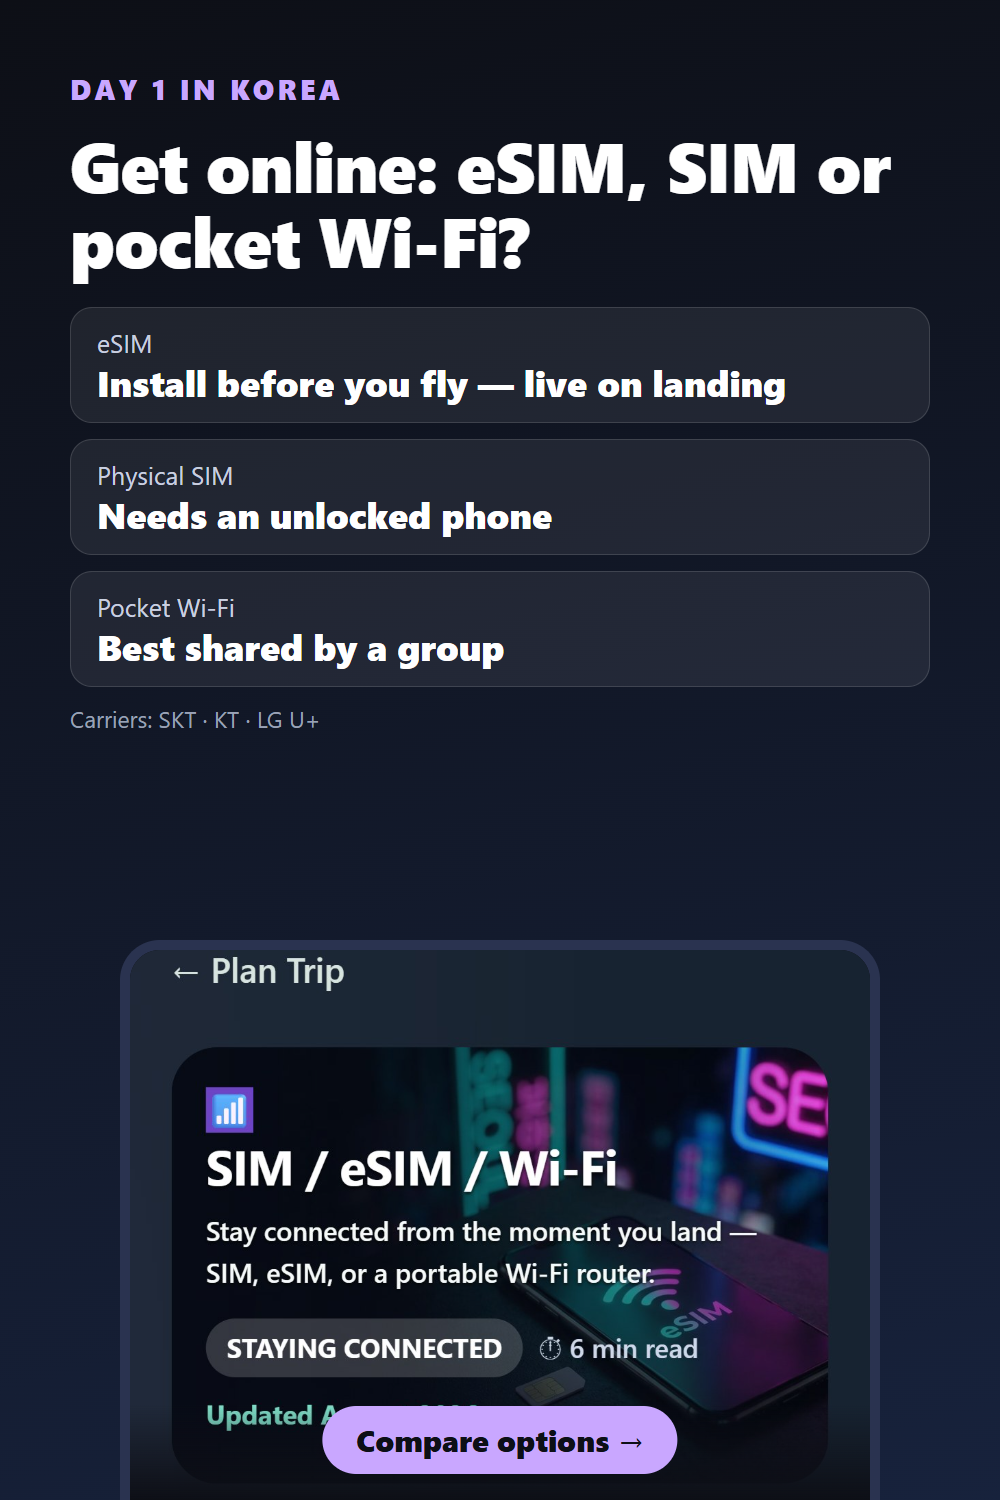 DAY 1 IN KOREA
Get online: eSIM, SIM or
pocket Wi-Fi?
eSIM
Install before you fly — live on landing
Physical SIM
Needs an unlocked phone
Pocket Wi-Fi
Best shared by a group
Carriers: SKT · KT · LG U+
← Plan Trip
SEOUL
SE
SIM / eSIM / Wi-Fi
Stay connected from the moment you land —
SIM, eSIM, or a portable Wi-Fi router.
eSIM
STAYING CONNECTED
⏱ 6 min read
Updated
Compare options →